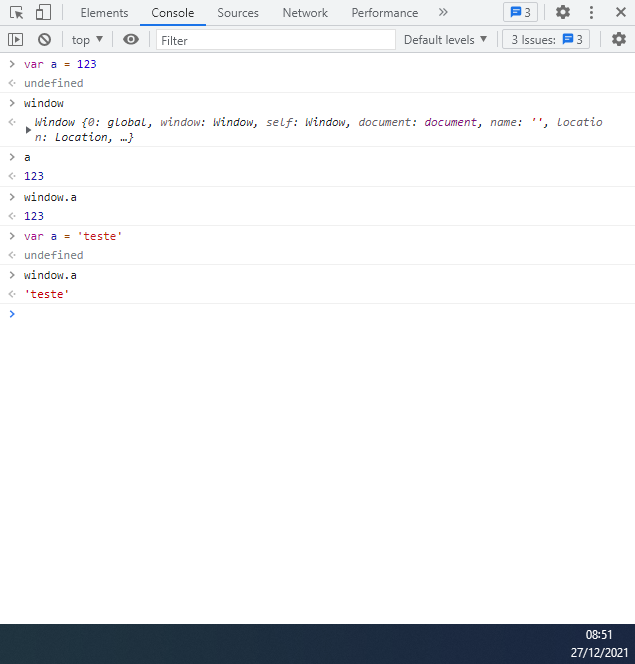 Elements Console Sources Network Performance » 3
top ▼ Filter Default levels ▼ 3 Issues: 3
> var a = 123
undefined
> window
Window {0: global, window: Window, self: Window, document: document, name: '', locatio
n: Location, …}
> a
123
> window.a
123
> var a = 'teste'
undefined
> window.a
'teste'
>
08:51
27/12/2021